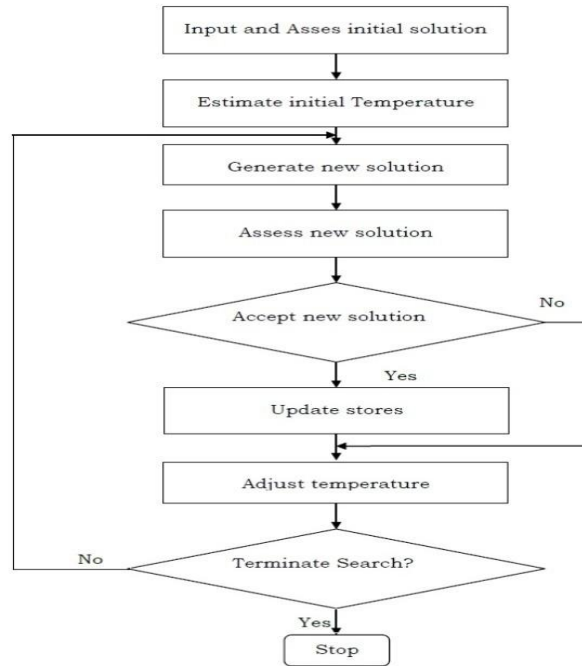 Input and Asses initial solution
Estimate initial Temperature
Generate new solution
Assess new solution
No
Accept new solution
Yes
Update stores
Adjust temperature
No
Terminate Search?
Yes
Stop